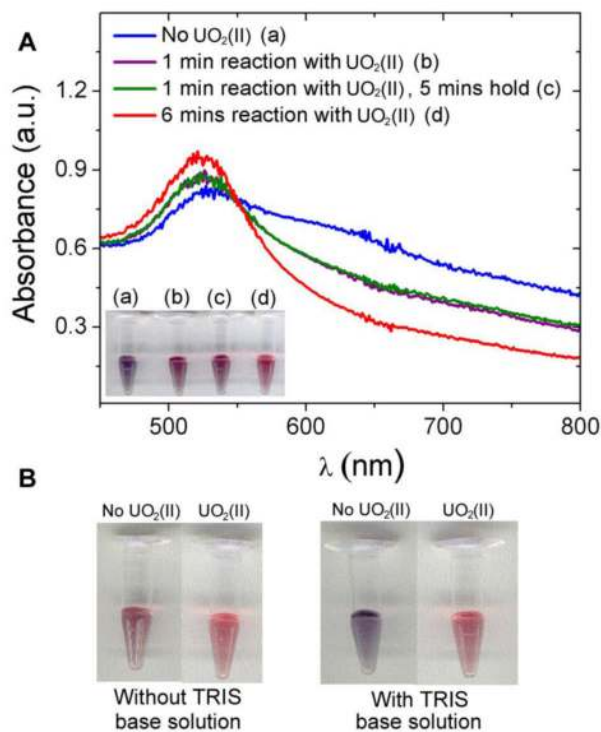 A
No UO₂(II) (a)
1 min reaction with UO₂(II) (b)
1 min reaction with UO₂(II), 5 mins hold (c)
6 mins reaction with UO₂(II) (d)
Absorbance (a.u.)
1.2
0.9
0.6
0.3
(a) (b) (c) (d)
500 600 700 800
λ (nm)
B
No UO₂(II) UO₂(II) No UO₂(II) UO₂(II)
Without TRIS
base solution
With TRIS
base solution